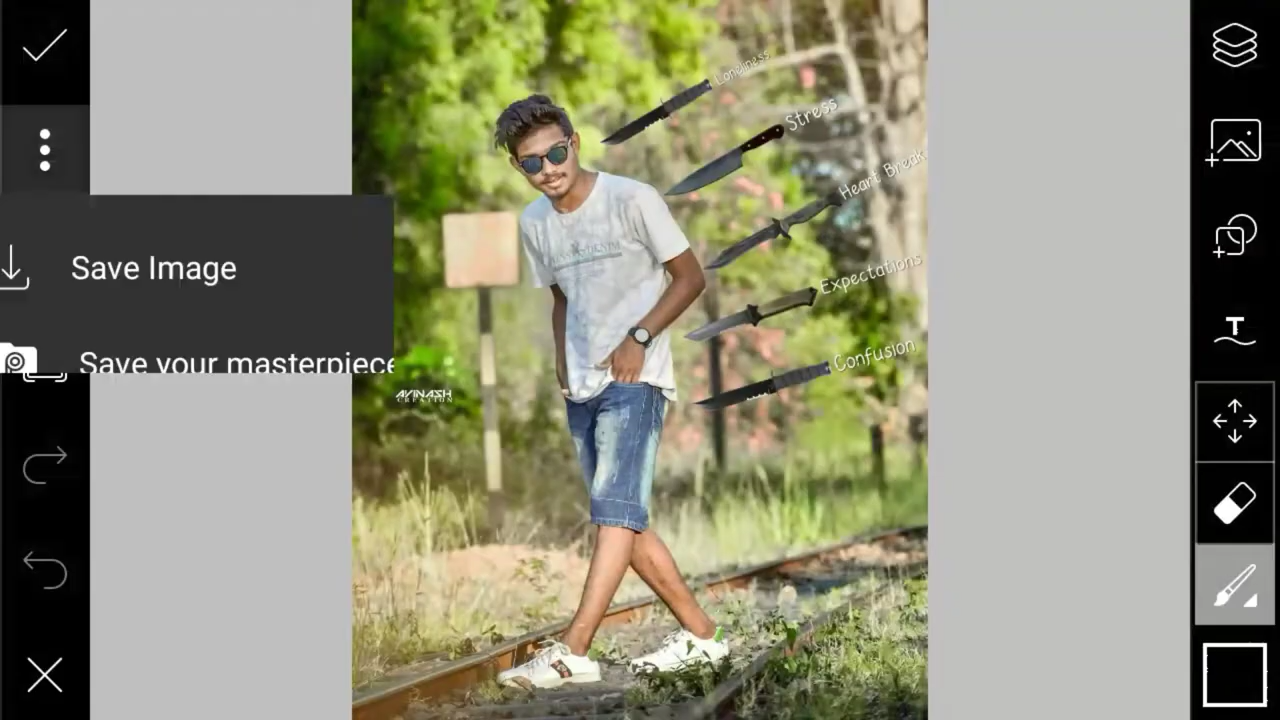 Loneliness
Stress
Heart Break
Save Image
Expectations
Confusion
Save your masterpiece
AVINASH
CREATION
T